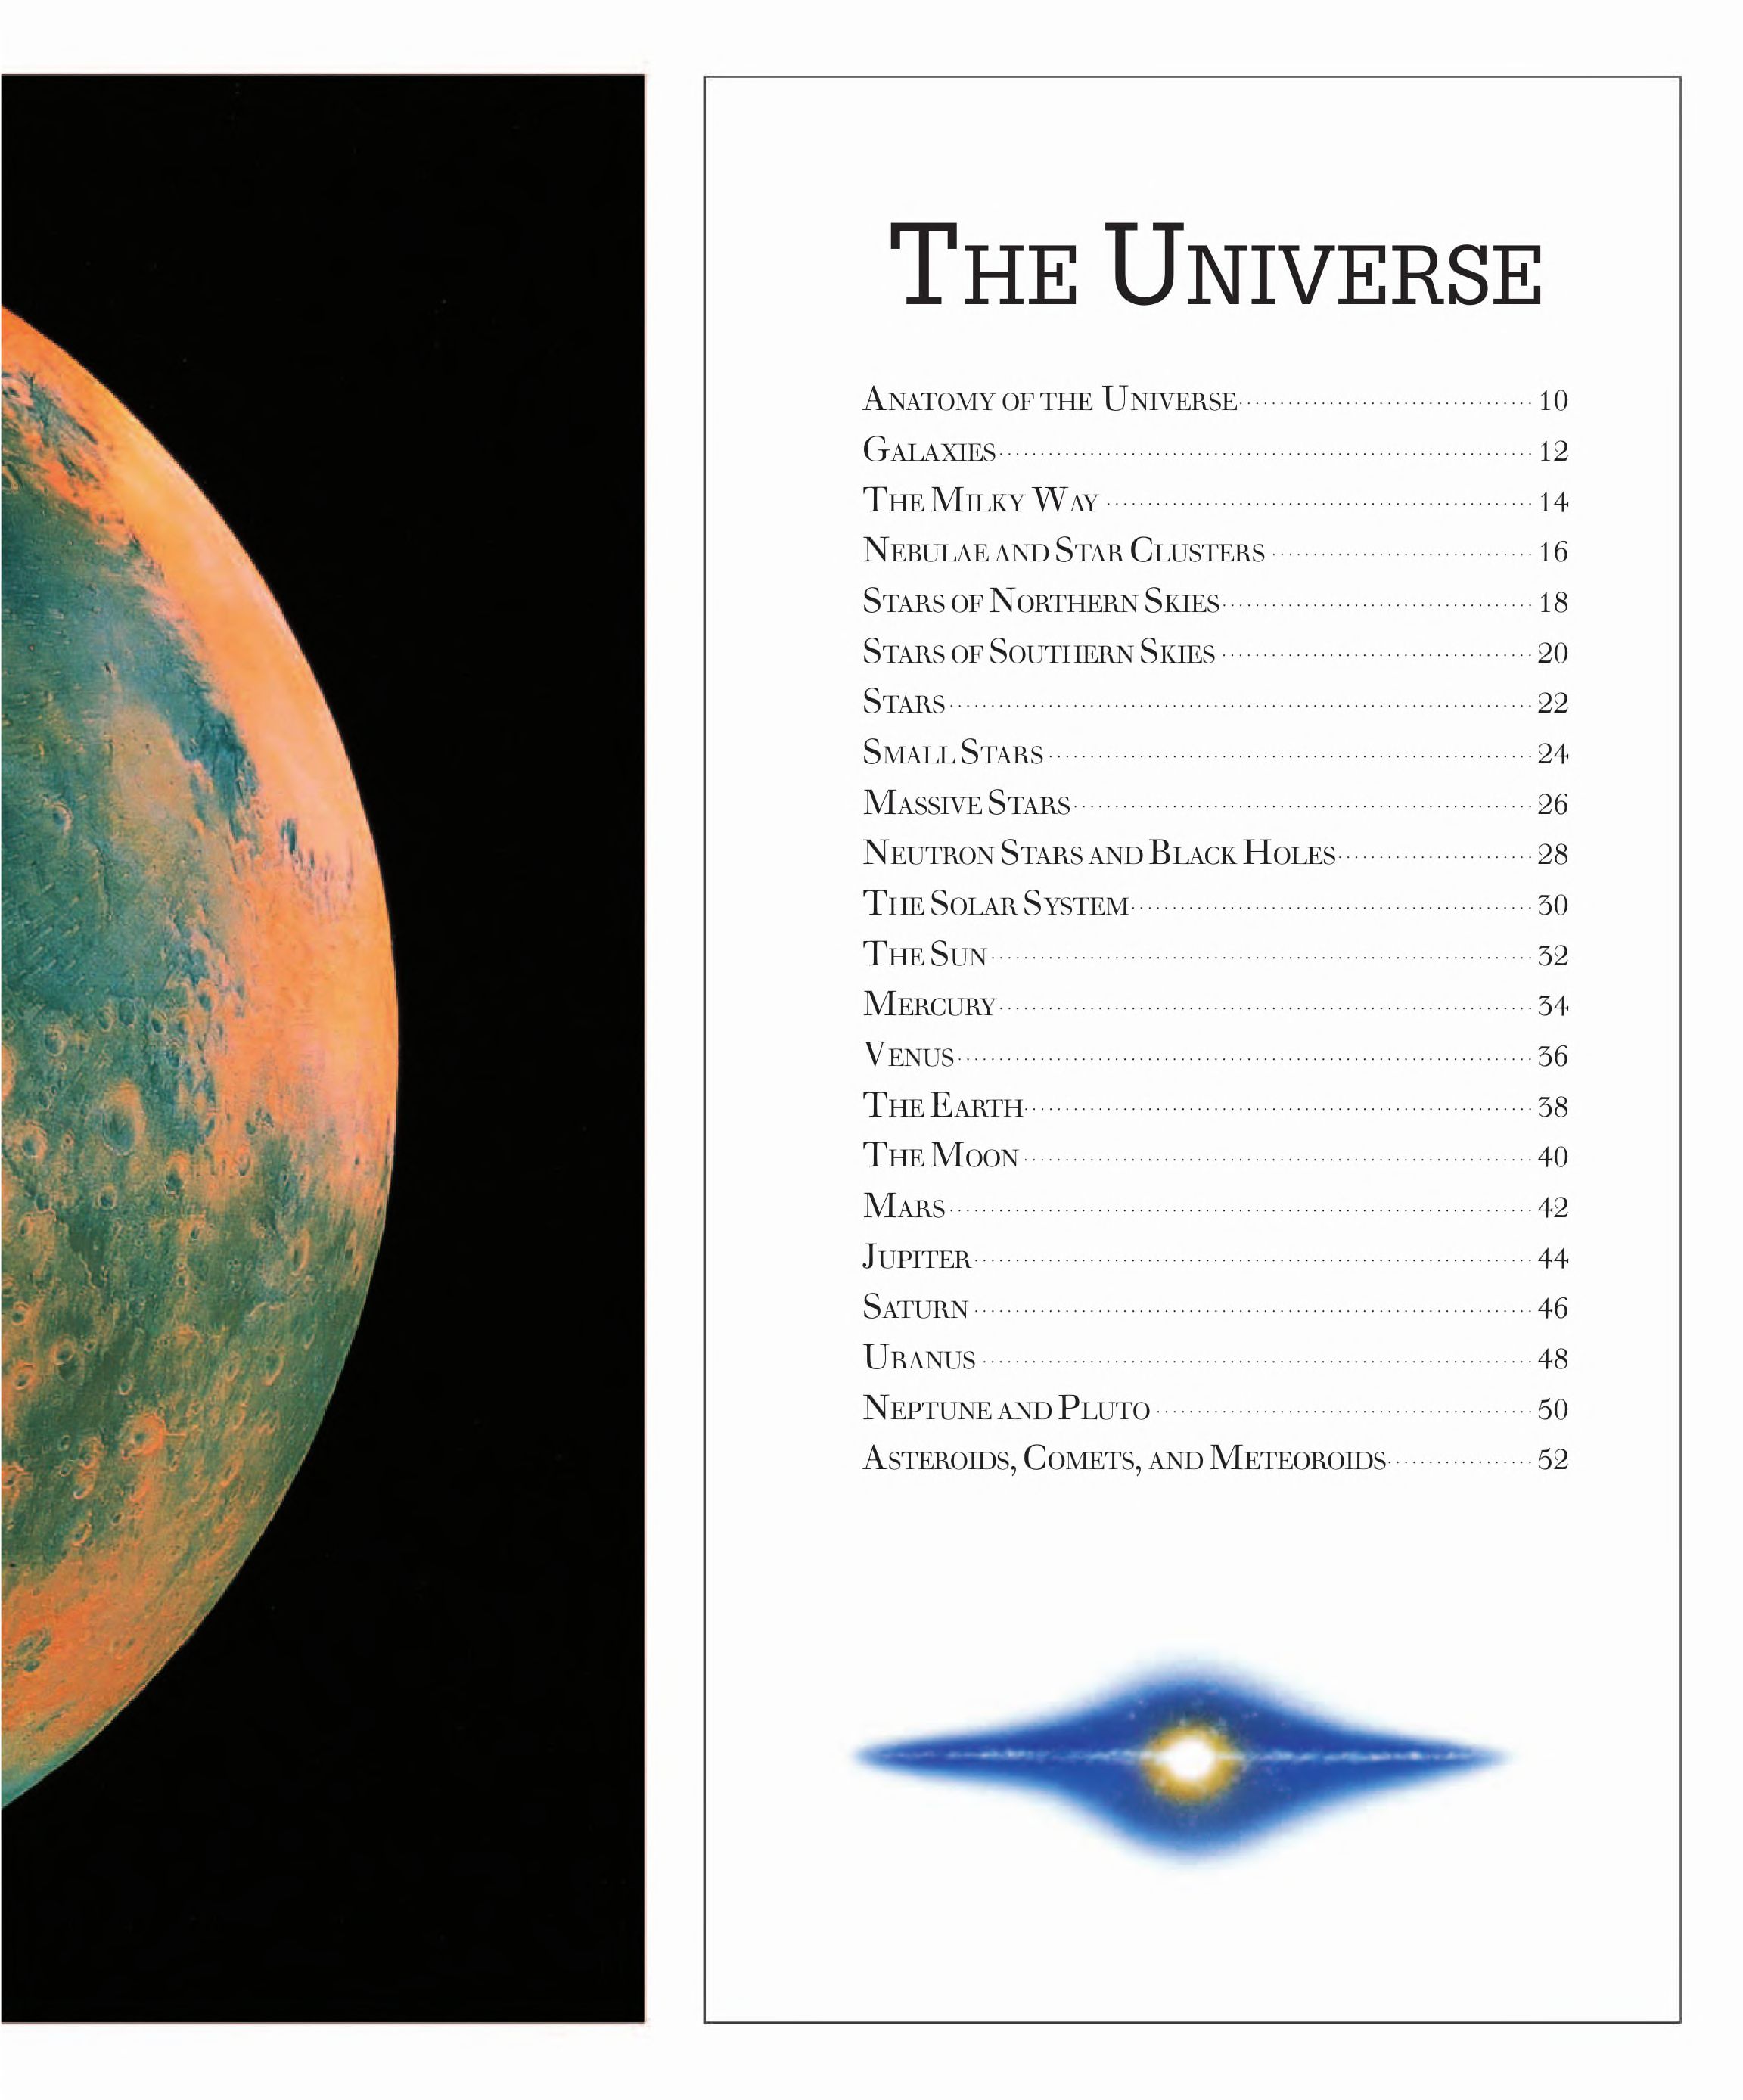 THE UNIVERSE
ANATOMY OF THE UNIVERSE 10
GALAXIES 12
THE MILKY WAY 14
NEBULAE AND STAR CLUSTERS 16
STARS OF NORTHERN SKIES 18
STARS OF SOUTHERN SKIES 20
STARS 22
SMALL STARS 24
MASSIVE STARS 26
NEUTRON STARS AND BLACK HOLES 28
THE SOLAR SYSTEM 30
THE SUN 32
MERCURY 34
VENUS 36
THE EARTH 38
THE MOON 40
MARS 42
JUPITER 44
SATURN 46
URANUS 48
NEPTUNE AND PLUTO 50
ASTEROIDS, COMETS, AND METEOROIDS 52